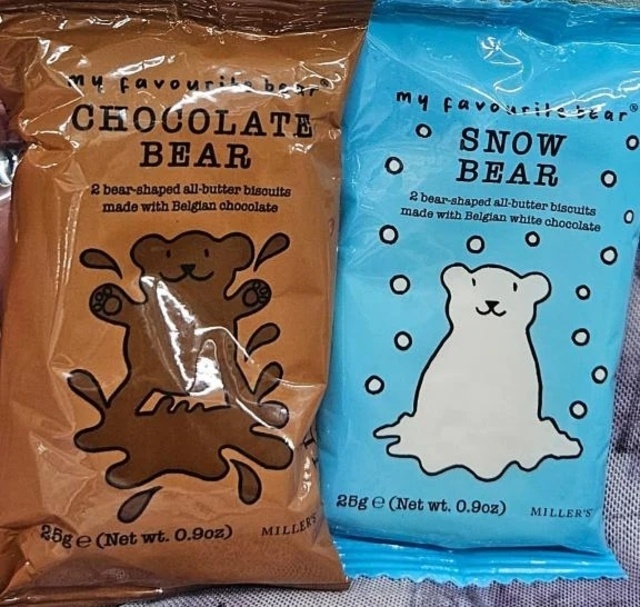 my favourite bear®
CHOCOLATE
BEAR
2 bear-shaped all-butter biscuits
made with Belgian chocolate
25g e (Net wt. 0.9oz)
MILLER'S
my favourite bear®
SNOW
BEAR
2 bear-shaped all-butter biscuits
made with Belgian white chocolate
25g e (Net wt. 0.9oz)
MILLER'S